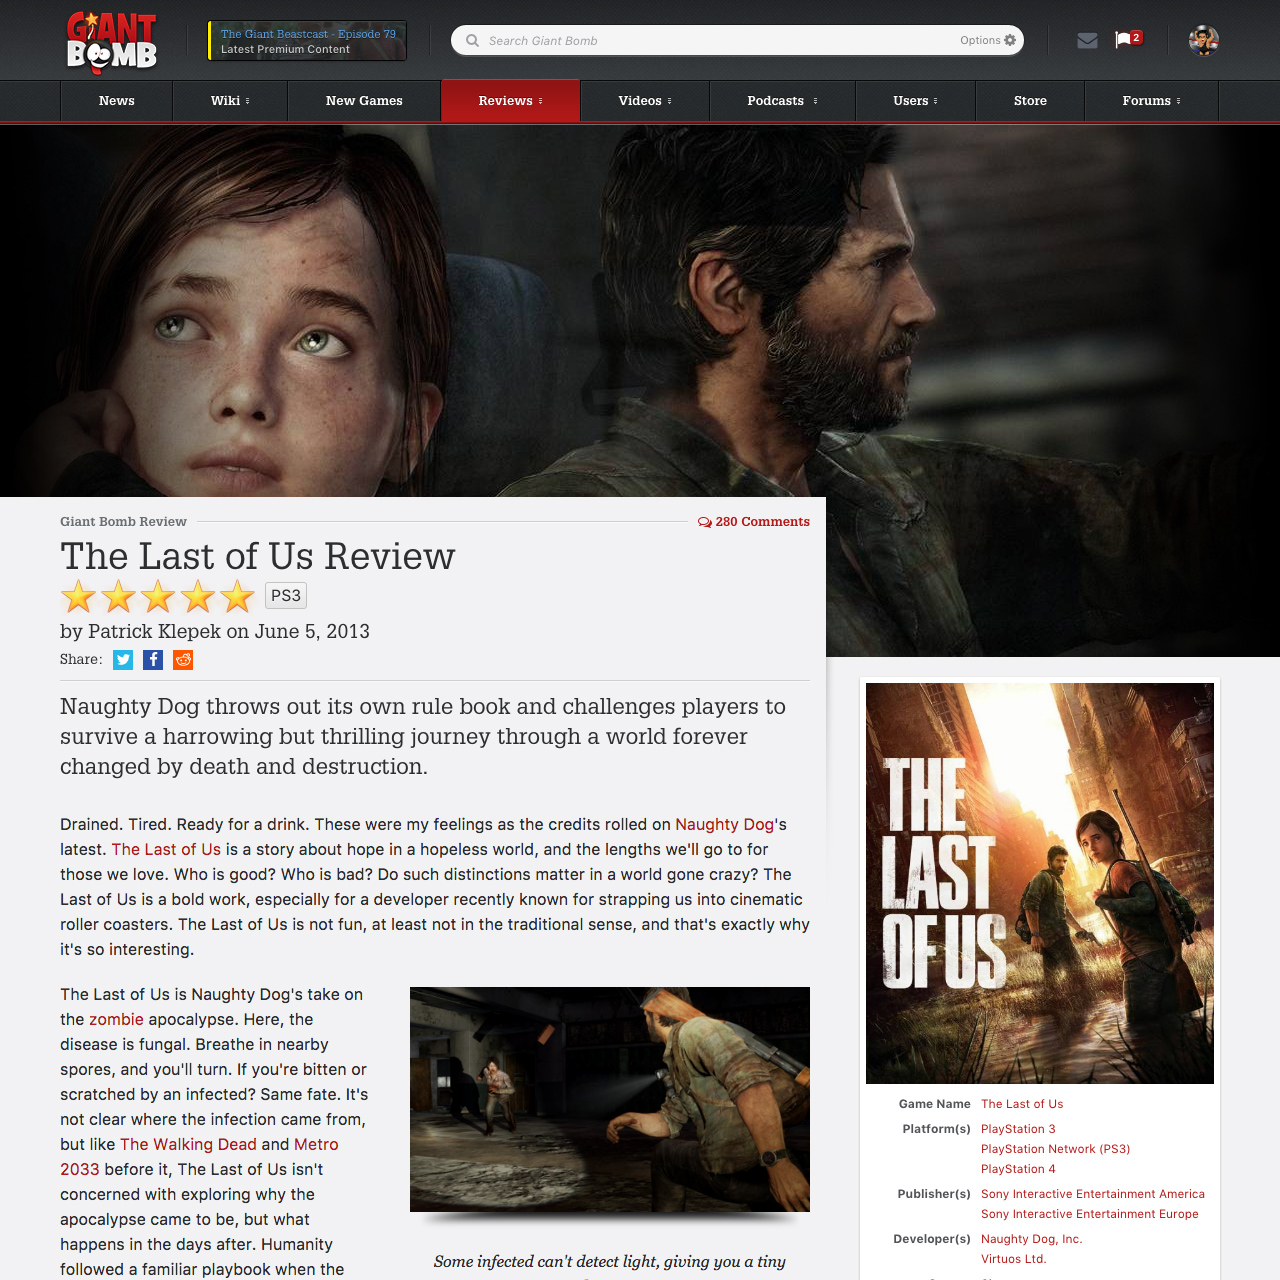 GIANT BOMB
The Giant Beastcast - Episode 79
Latest Premium Content
Search Giant Bomb
Options
2
News
Wiki
New Games
Reviews
Videos
Podcasts
Users
Store
Forums
Giant Bomb Review
280 Comments
The Last of Us Review
PS3
by Patrick Klepek on June 5, 2013
Share:
Naughty Dog throws out its own rule book and challenges players to
survive a harrowing but thrilling journey through a world forever
changed by death and destruction.
Drained. Tired. Ready for a drink. These were my feelings as the credits rolled on Naughty Dog's
latest. The Last of Us is a story about hope in a hopeless world, and the lengths we'll go to for
those we love. Who is good? Who is bad? Do such distinctions matter in a world gone crazy? The
Last of Us is a bold work, especially for a developer recently known for strapping us into cinematic
roller coasters. The Last of Us is not fun, at least not in the traditional sense, and that's exactly why
it's so interesting.
The Last of Us is Naughty Dog's take on
the zombie apocalypse. Here, the
disease is fungal. Breathe in nearby
spores, and you'll turn. If you're bitten or
scratched by an infected? Same fate. It's
not clear where the infection came from,
but like The Walking Dead and Metro
2033 before it, The Last of Us isn't
concerned with exploring why the
apocalypse came to be, but what
happens in the days after. Humanity
followed a familiar playbook when the
Some infected can't detect light, giving you a tiny
THE
LAST
OF US
Game Name The Last of Us
Platform(s) PlayStation 3
PlayStation Network (PS3)
PlayStation 4
Publisher(s) Sony Interactive Entertainment America
Sony Interactive Entertainment Europe
Developer(s) Naughty Dog, Inc.
Virtuos Ltd.